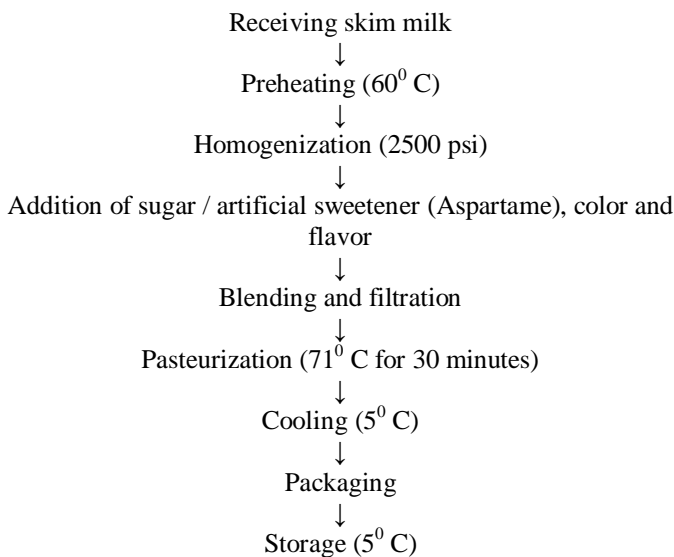 Receiving skim milk
↓
Preheating (60⁰ C)
↓
Homogenization (2500 psi)
↓
Addition of sugar / artificial sweetener (Aspartame), color and
flavor
↓
Blending and filtration
↓
Pasteurization (71⁰ C for 30 minutes)
↓
Cooling (5⁰ C)
↓
Packaging
↓
Storage (5⁰ C)